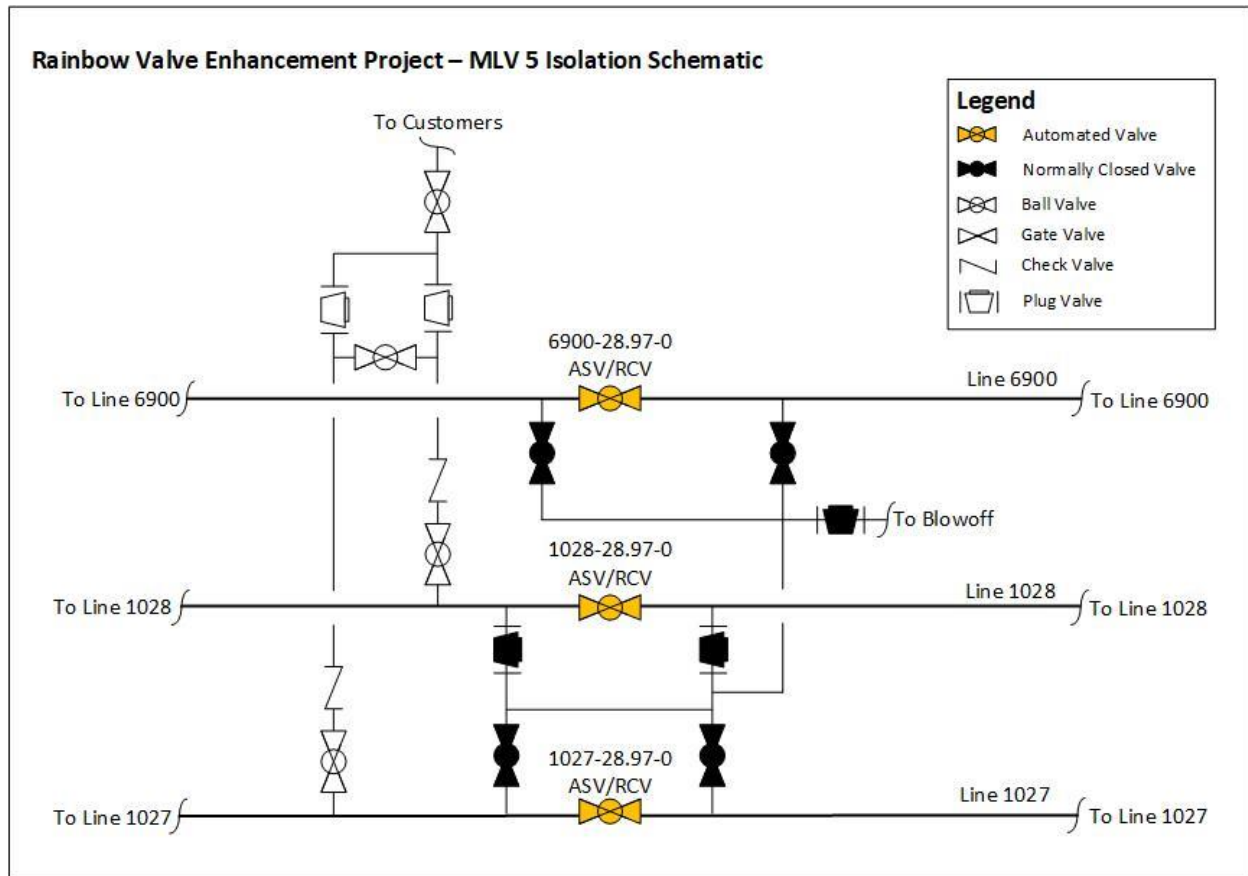 Rainbow Valve Enhancement Project – MLV 5 Isolation Schematic
Legend
Automated Valve
Normally Closed Valve
Ball Valve
Gate Valve
Check Valve
Plug Valve
To Customers
6900-28.97-0
ASV/RCV
Line 6900
To Line 6900
To Line 6900
To Blowoff
1028-28.97-0
ASV/RCV
Line 1028
To Line 1028
To Line 1028
1027-28.97-0
ASV/RCV
Line 1027
To Line 1027
To Line 1027